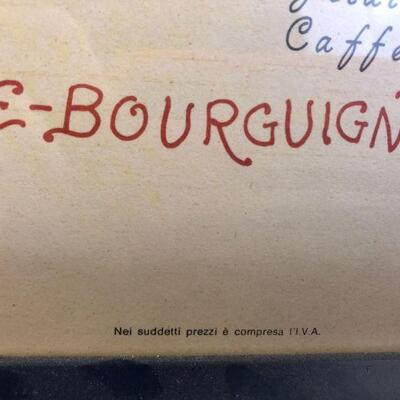 Caffe
E-BOURGUIGN
Nei suddetti prezzi è compresa l'I.V.A.